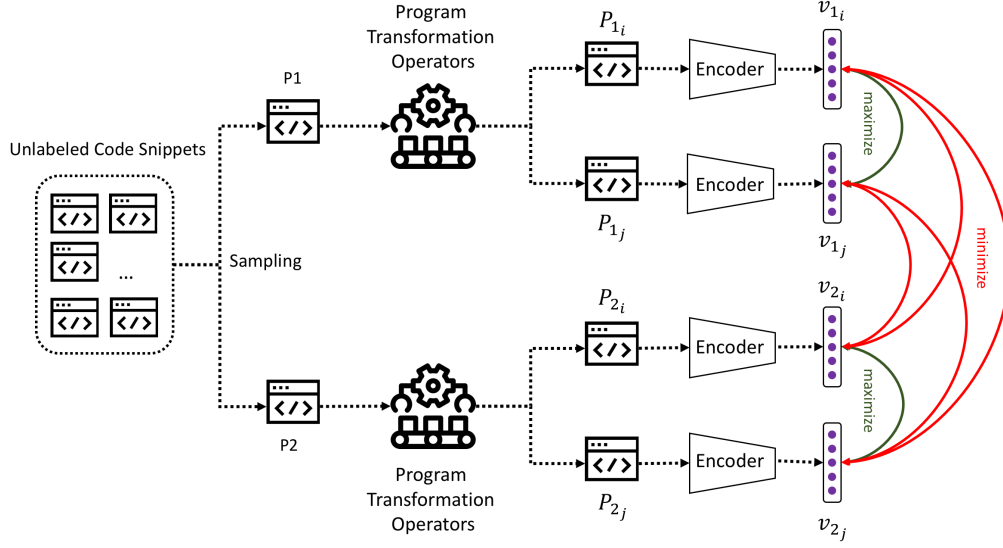 Program
Transformation
Operators
P1
Unlabeled Code Snippets
...
Sampling
P2
Program
Transformation
Operators
P1i
</>
Encoder
v1i
P1j
</>
Encoder
v1j
maximize
P2i
</>
Encoder
v2i
P2j
</>
Encoder
v2j
maximize
minimize
</>
</>
</>
</>
</>
</>
</>